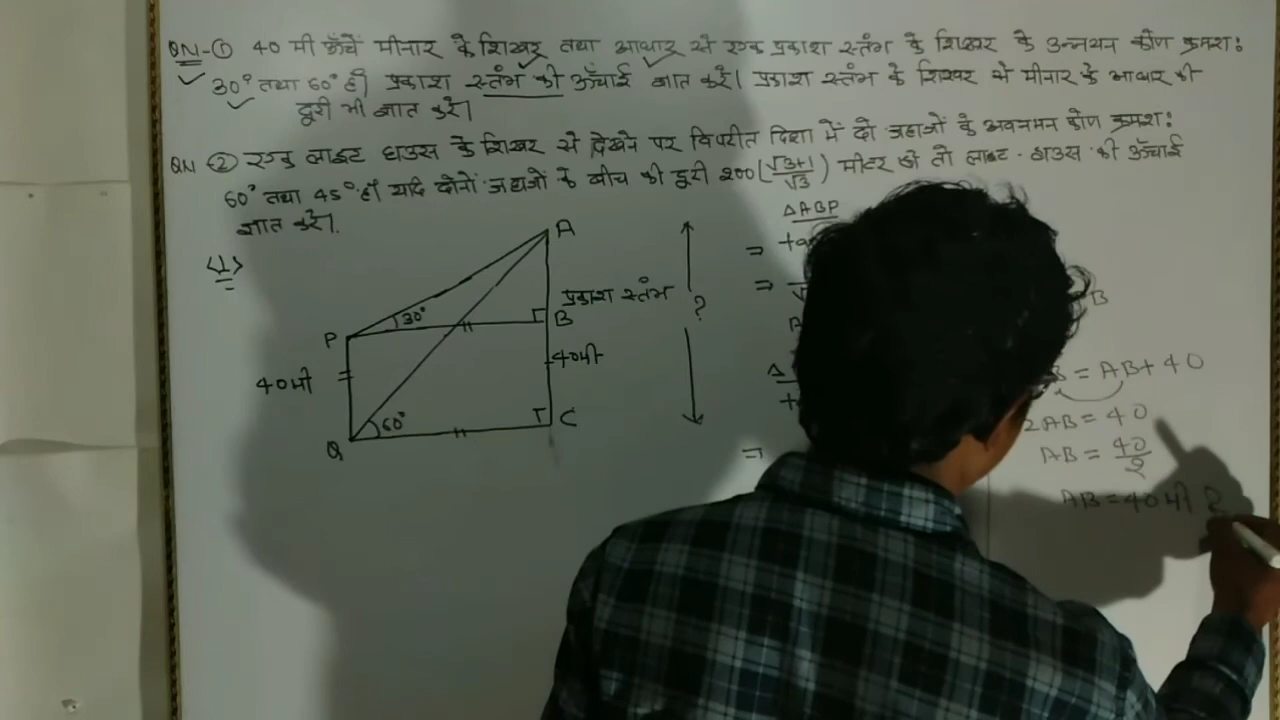 QN-① 40 मी ऊँचें मीनार के शिखर तथा आधार से एक प्रकाश स्तंभ के शिखर के उन्नयन कोण क्रमश:
30° तथा 60° है। प्रकाश स्तंभ की ऊँचाई ज्ञात करें। प्रकाश स्तंभ के शिखर से मीनार के आधार की
दूरी भी ज्ञात करें।
QN ② एक लाइट हाउस के शिखर से देखने पर विपरीत दिशा में दो जहाजों के अवनमन कोण क्रमश:
60° तथा 45° है। यदि दोनों जहाजों के बीच की दूरी 200(√3+1/√3) मीटर हो तो लाइट हाउस की ऊँचाई
ज्ञात करें।
<1>
A
प्रकाश स्तंभ
?
P
30°
B
40मी
40मी
60°
C
Q
ΔABP
⇒
⇒
= AB+40
2AB = 40
AB = 40/2
AB = 40मी